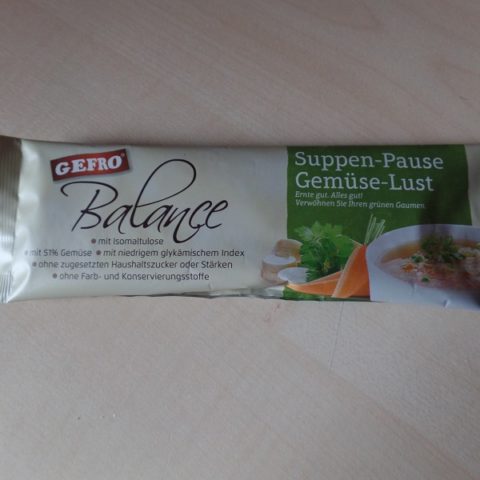 GEFRO®
Balance
• mit Isomaltulose
• mit 51% Gemüse • mit niedrigem glykämischem Index
• ohne zugesetzten Haushaltszucker oder Stärken
• ohne Farb- und Konservierungsstoffe
Suppen-Pause
Gemüse-Lust
Ernte gut. Alles gut!
Verwöhnen Sie Ihren grünen Gaumen.